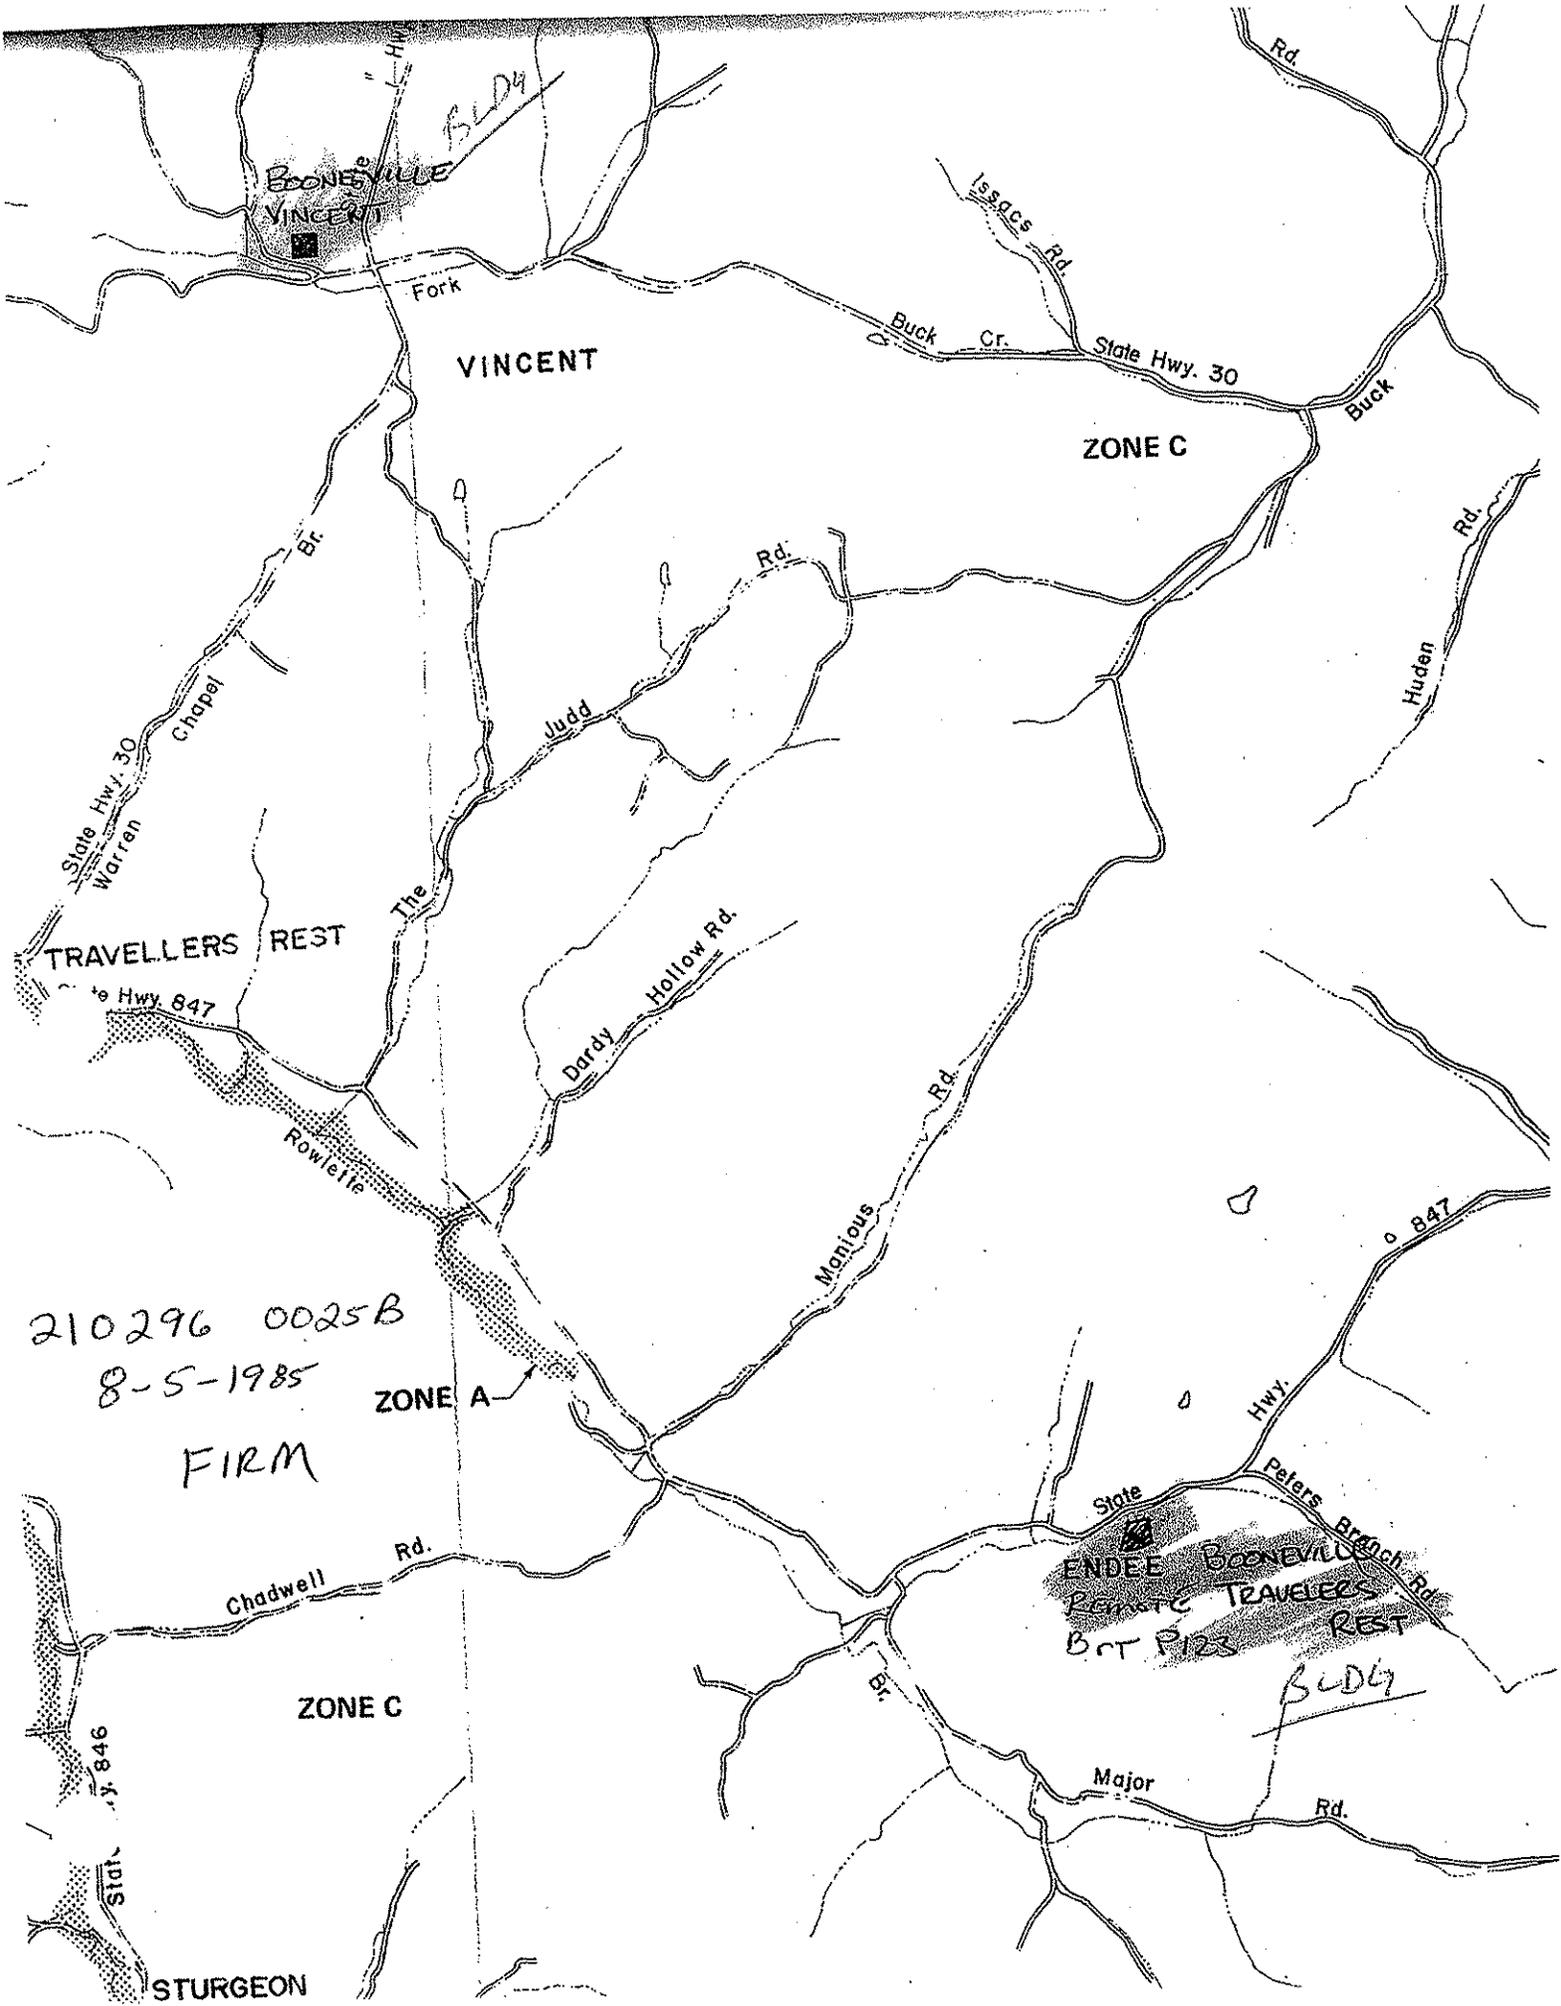 Hwy.
BLDG
Rd.
BOONEVILLE
VINCENT
Issacs Rd.
Fork
VINCENT
Buck Cr. State Hwy. 30
Buck
ZONE C
Br.
Rd.
Rd.
Huden
Judd
Chapel
State Hwy. 30
Warren
The
TRAVELLERS REST
Hwy. 847
Dardy Hollow Rd.
Rd.
Rowlette
Manious
847
210296 0025B
8-5-1985
ZONE A
Hwy.
FIRM
State
Peters Branch Rd.
ENDEE BOONEVILLE
REMOTE TRAVELERS
REST
BLDG
Chadwell Rd.
Br.
ZONE C
y. 846
Major Rd.
STURGEON